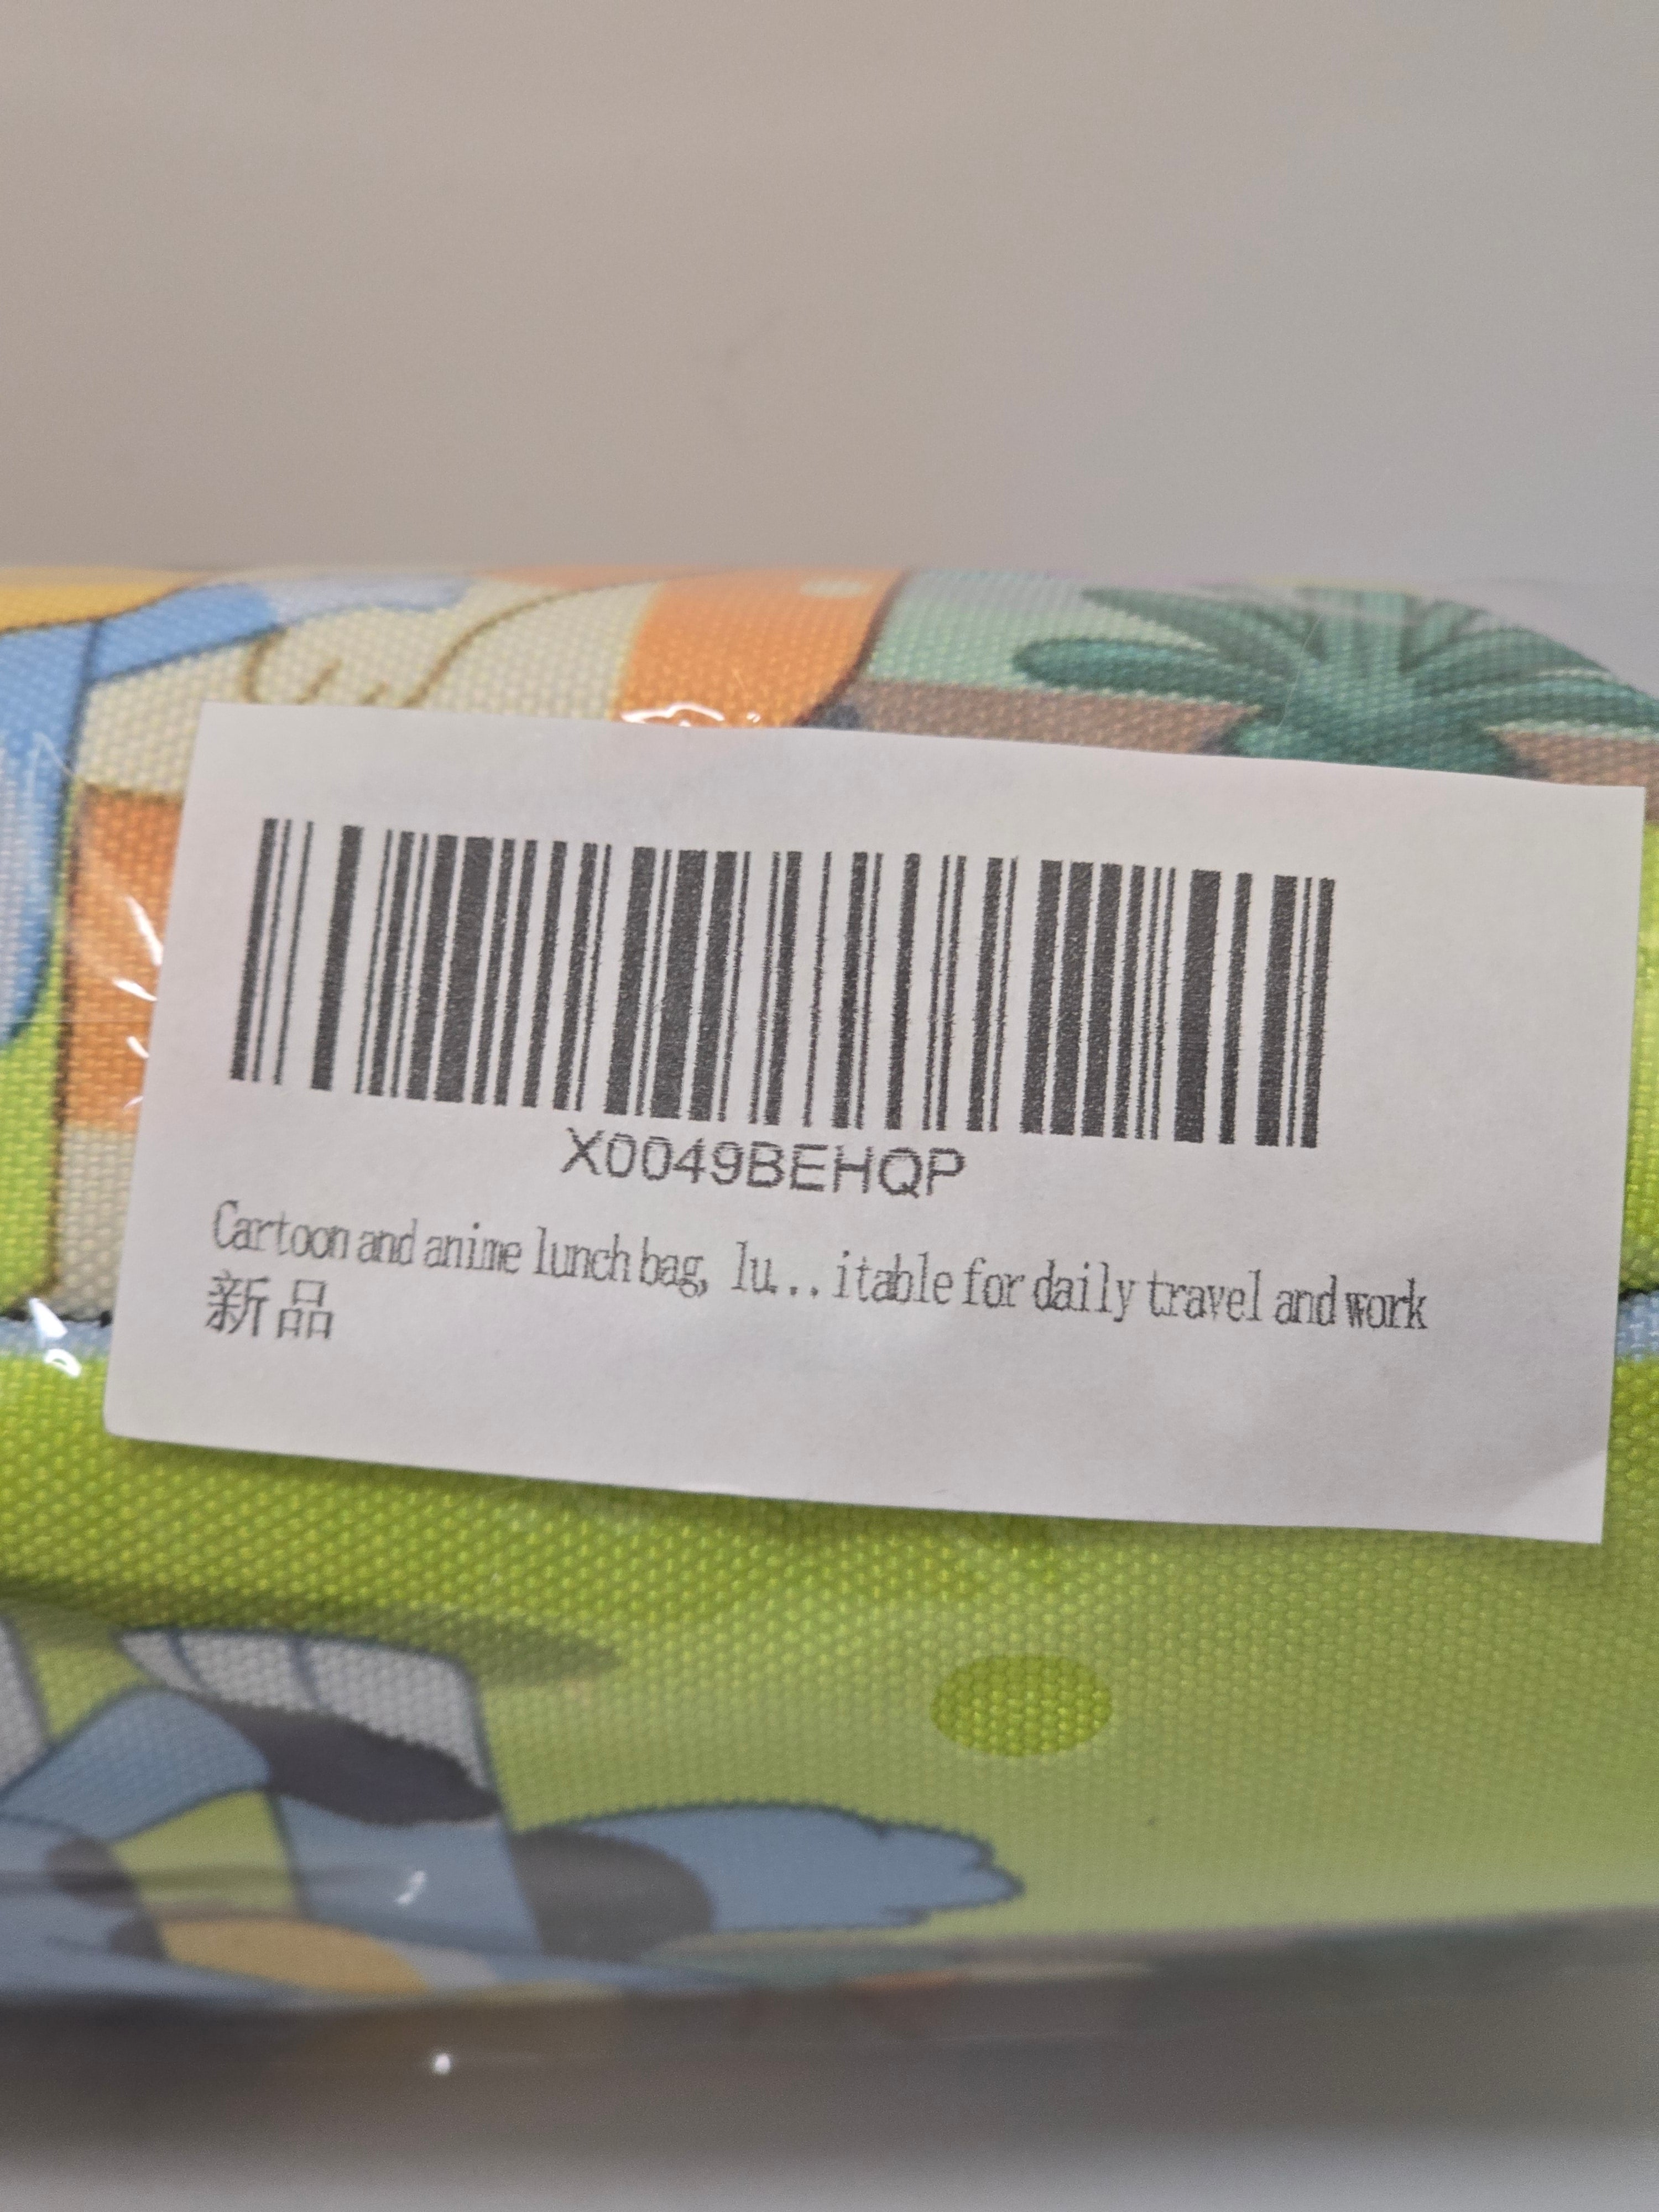 X0049BEHQP
Cartoon and anime lunch bag, lu... itable for daily travel and work
新品